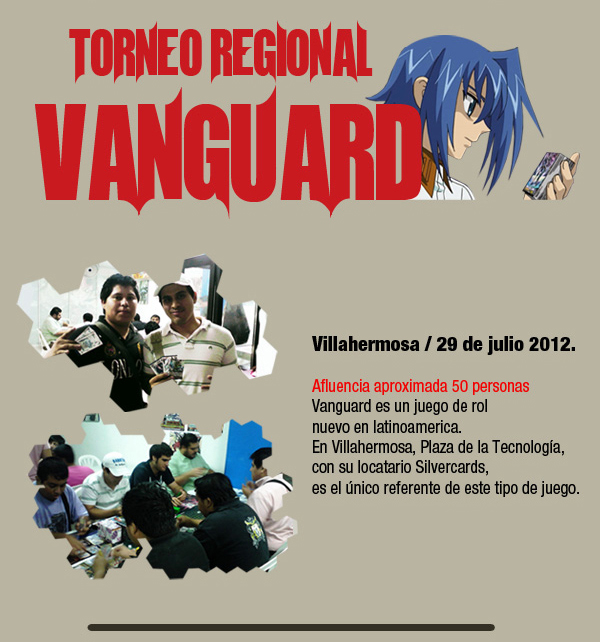 TORNEO REGIONAL
VANGUARD
Villahermosa / 29 de julio 2012.
Afluencia aproximada 50 personas
Vanguard es un juego de rol
nuevo en latinoamerica.
En Villahermosa, Plaza de la Tecnología,
con su locatario Silvercards,
es el único referente de este tipo de juego.